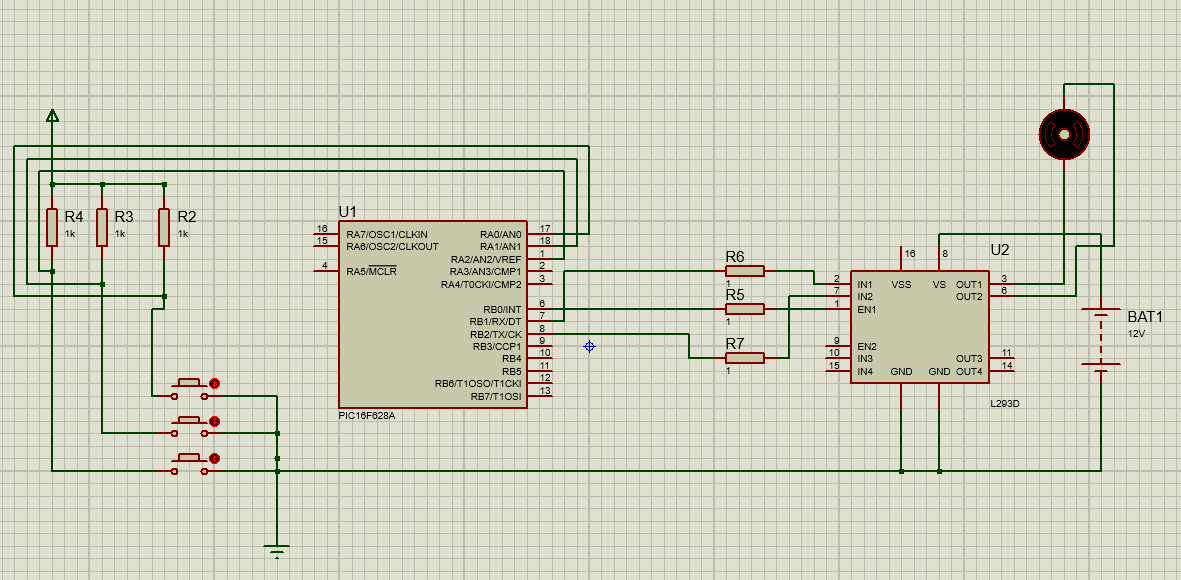 R4
1k
R3
1k
R2
1k
U1
16 RA7/OSC1/CLKIN
15 RA6/OSC2/CLKOUT
4 RA5/MCLR
RA0/AN0 17
RA1/AN1 18
RA2/AN2/VREF 1
RA3/AN3/CMP1 2
RA4/T0CKI/CMP2 3
RB0/INT 6
RB1/RX/DT 7
RB2/TX/CK 8
RB3/CCP1 9
RB4 10
RB5 11
RB6/T1OSO/T1CKI 12
RB7/T1OSI 13
PIC16F628A
R6
1
R5
1
R7
1
U2
16 8
VSS VS
2 IN1
7 IN2
1 EN1
9 EN2
10 IN3
15 IN4
OUT1 3
OUT2 6
OUT3 11
OUT4 14
GND GND
L293D
BAT1
12V